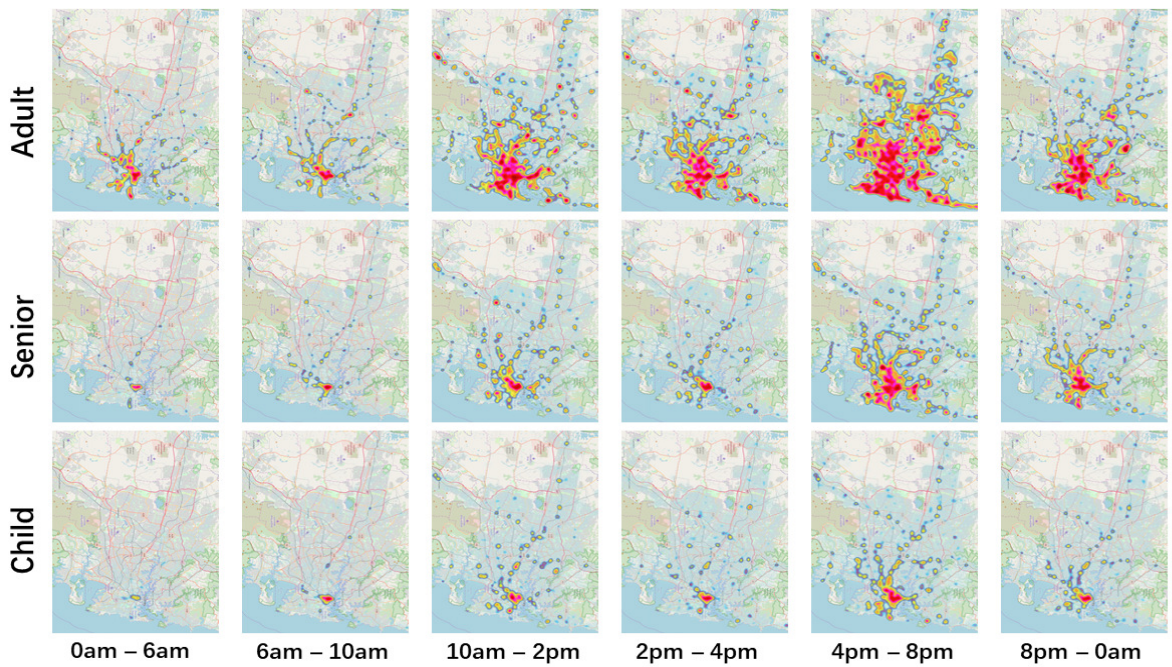 Adult
Senior
Child
0am – 6am
6am – 10am
10am – 2pm
2pm – 4pm
4pm – 8pm
8pm – 0am